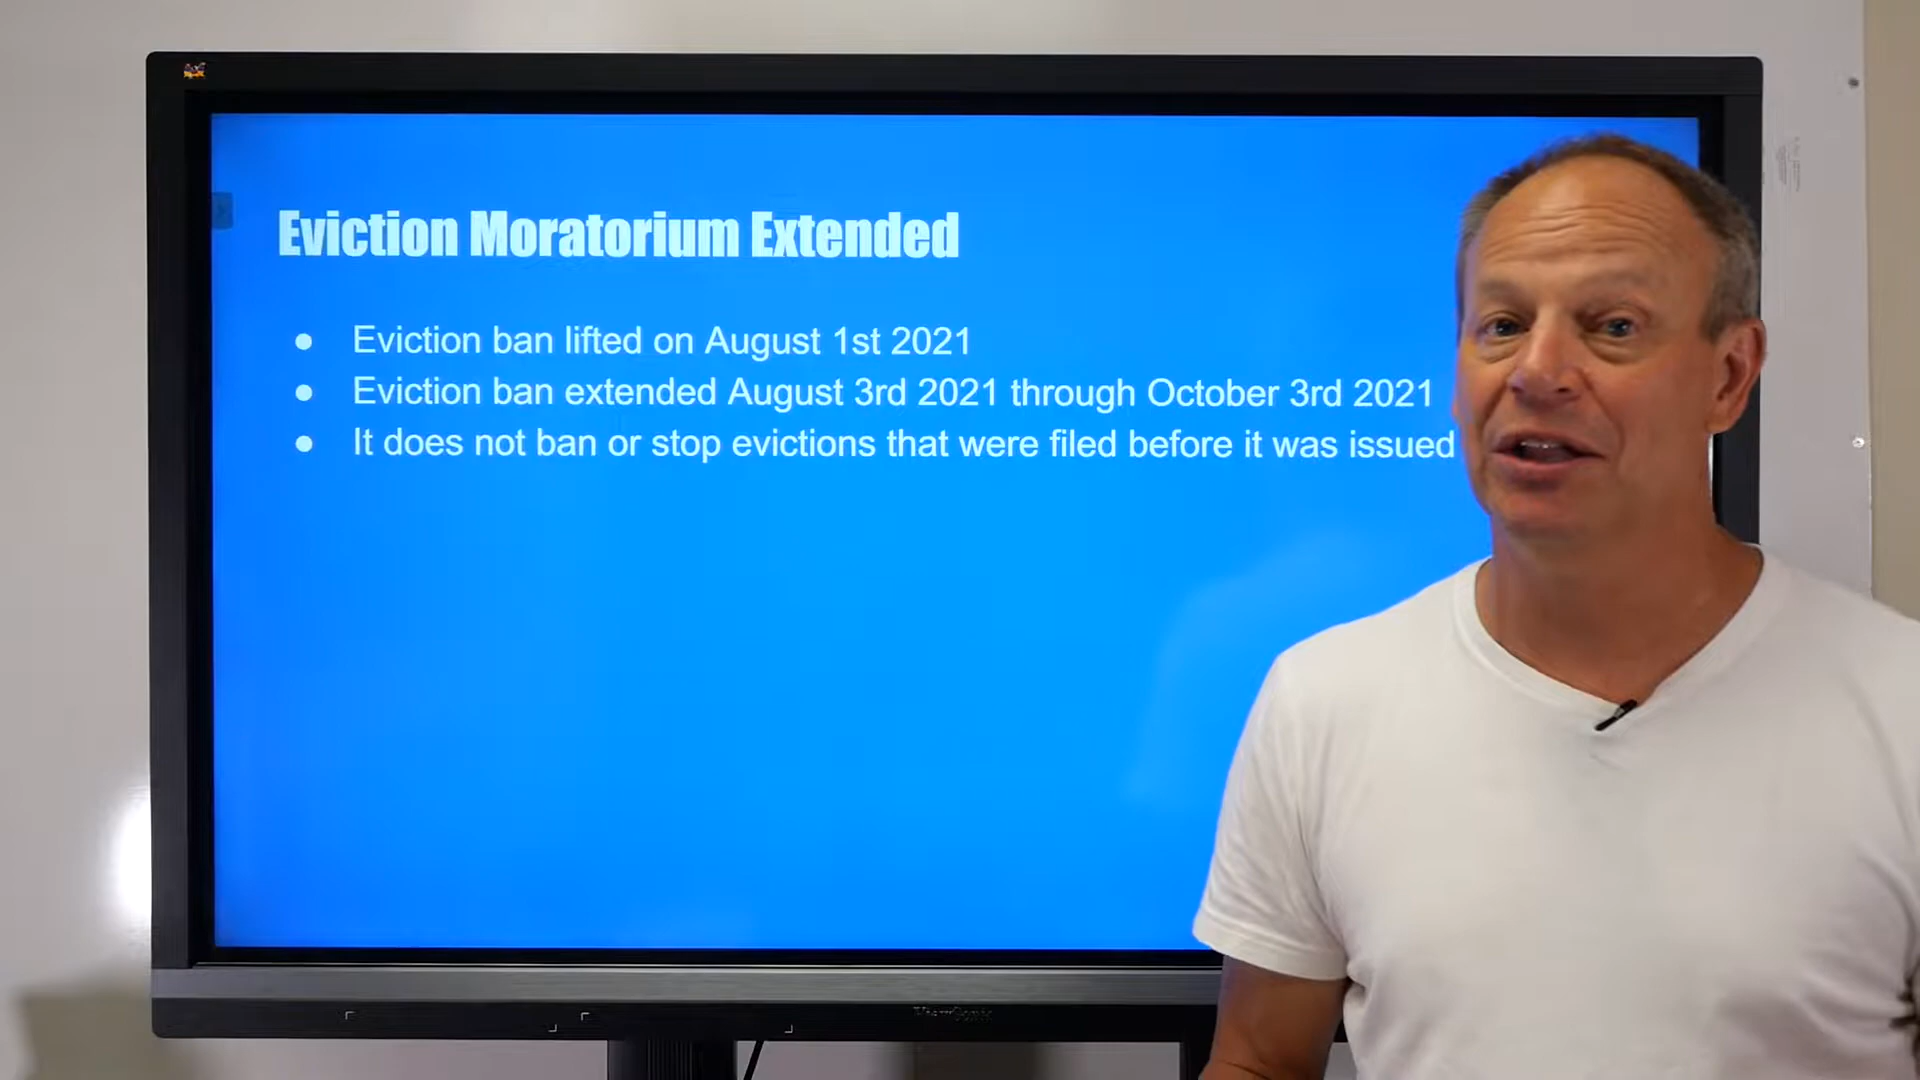 Eviction Moratorium Extended
● Eviction ban lifted on August 1st 2021
● Eviction ban extended August 3rd 2021 through October 3rd 2021
● It does not ban or stop evictions that were filed before it was issued
ViewSonic